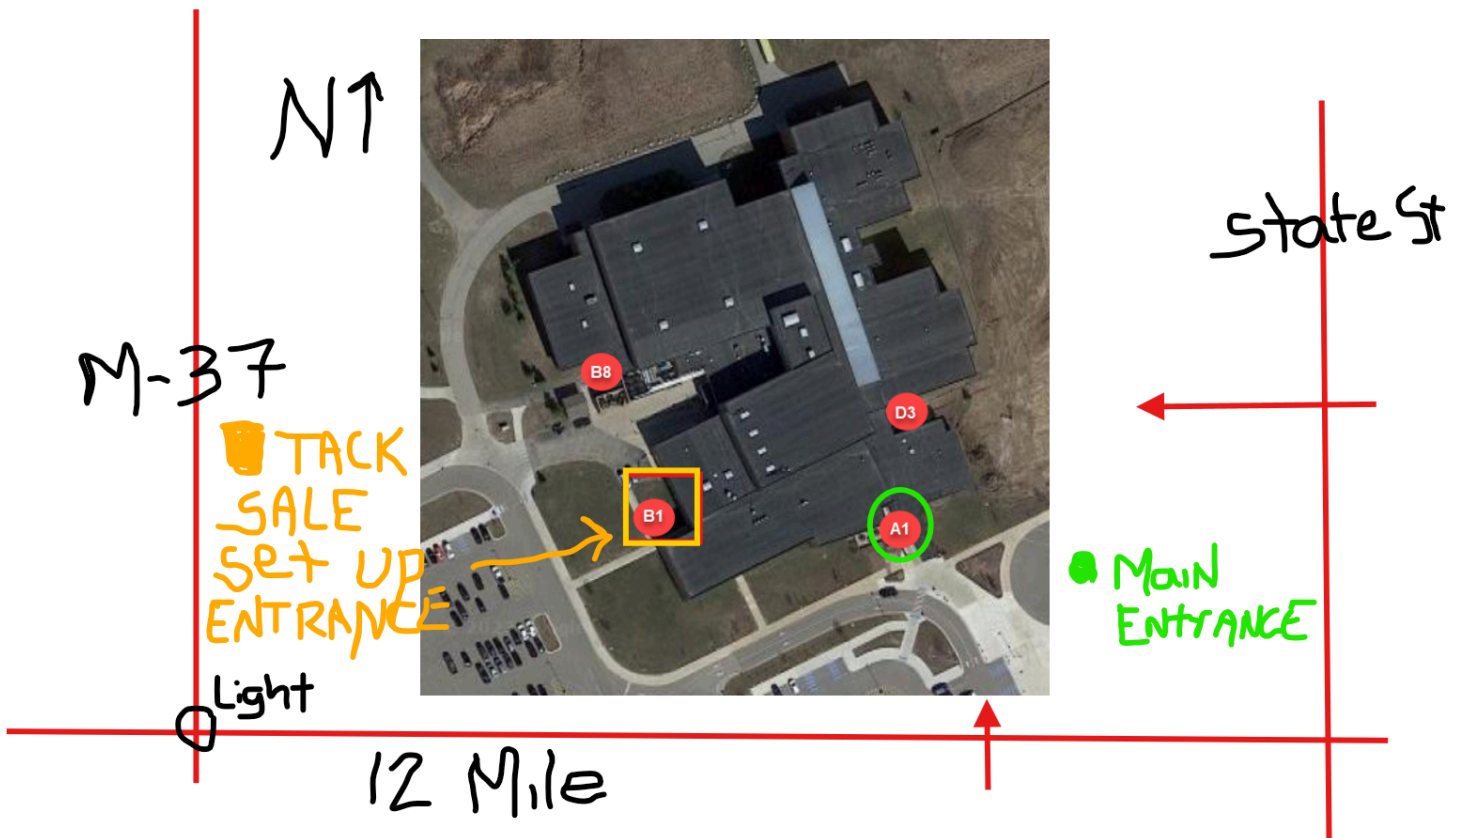 N↑
State St
M-37
TACK
SALE
Set UP
ENTRANCE
B8
D3
B1
A1
Main
ENTrANCE
Light
12 Mile